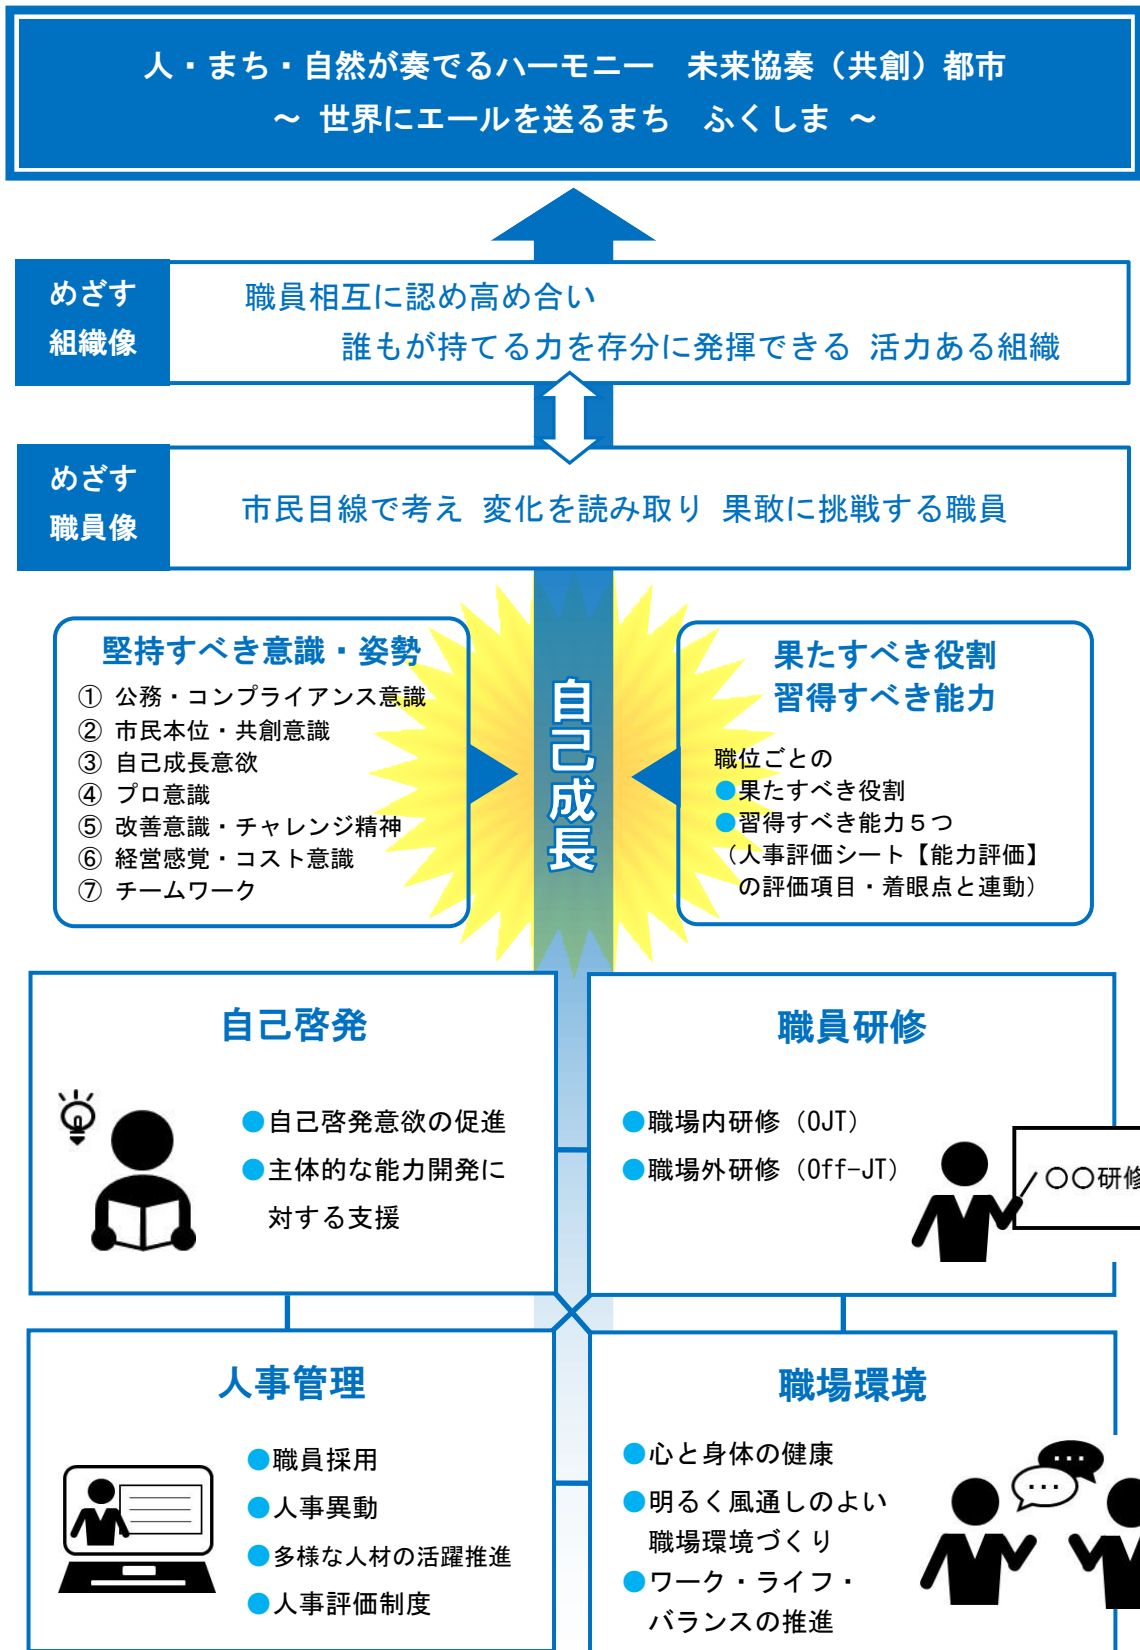 人・まち・自然が奏でるハーモニー　未来協奏（共創）都市
～ 世界にエールを送るまち　ふくしま ～
めざす
組織像
職員相互に認め高め合い
誰もが持てる力を存分に発揮できる 活力ある組織
めざす
職員像
市民目線で考え 変化を読み取り 果敢に挑戦する職員
堅持すべき意識・姿勢
① 公務・コンプライアンス意識
② 市民本位・共創意識
③ 自己成長意欲
④ プロ意識
⑤ 改善意識・チャレンジ精神
⑥ 経営感覚・コスト意識
⑦ チームワーク
自己成長
果たすべき役割
習得すべき能力
職位ごとの
●果たすべき役割
●習得すべき能力５つ
（人事評価シート【能力評価】
の評価項目・着眼点と連動）
自己啓発
●自己啓発意欲の促進
●主体的な能力開発に
対する支援
職員研修
●職場内研修（OJT）
●職場外研修（Off-JT）
〇〇研修
人事管理
●職員採用
●人事異動
●多様な人材の活躍推進
●人事評価制度
職場環境
●心と身体の健康
●明るく風通しのよい
職場環境づくり
●ワーク・ライフ・
バランスの推進